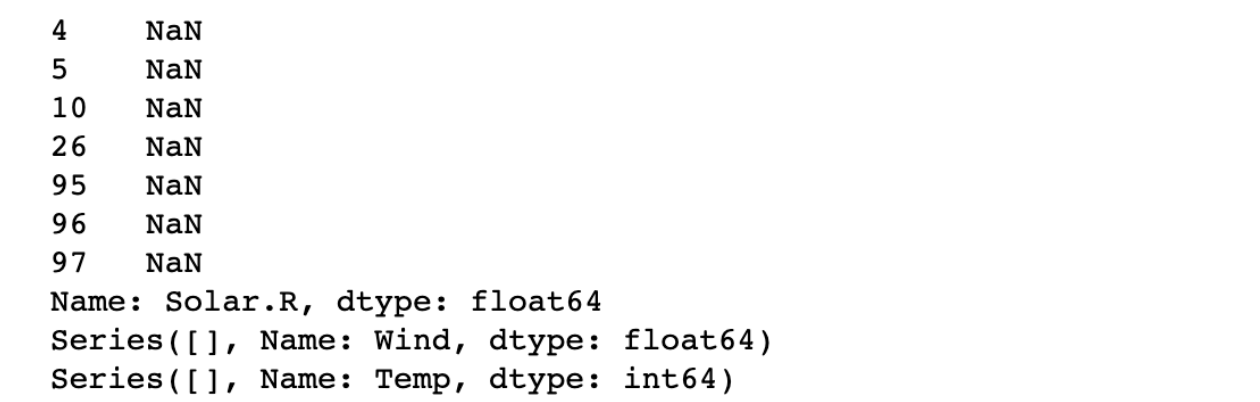 4     NaN
5     NaN
10    NaN
26    NaN
95    NaN
96    NaN
97    NaN
Name: Solar.R, dtype: float64
Series([], Name: Wind, dtype: float64)
Series([], Name: Temp, dtype: int64)